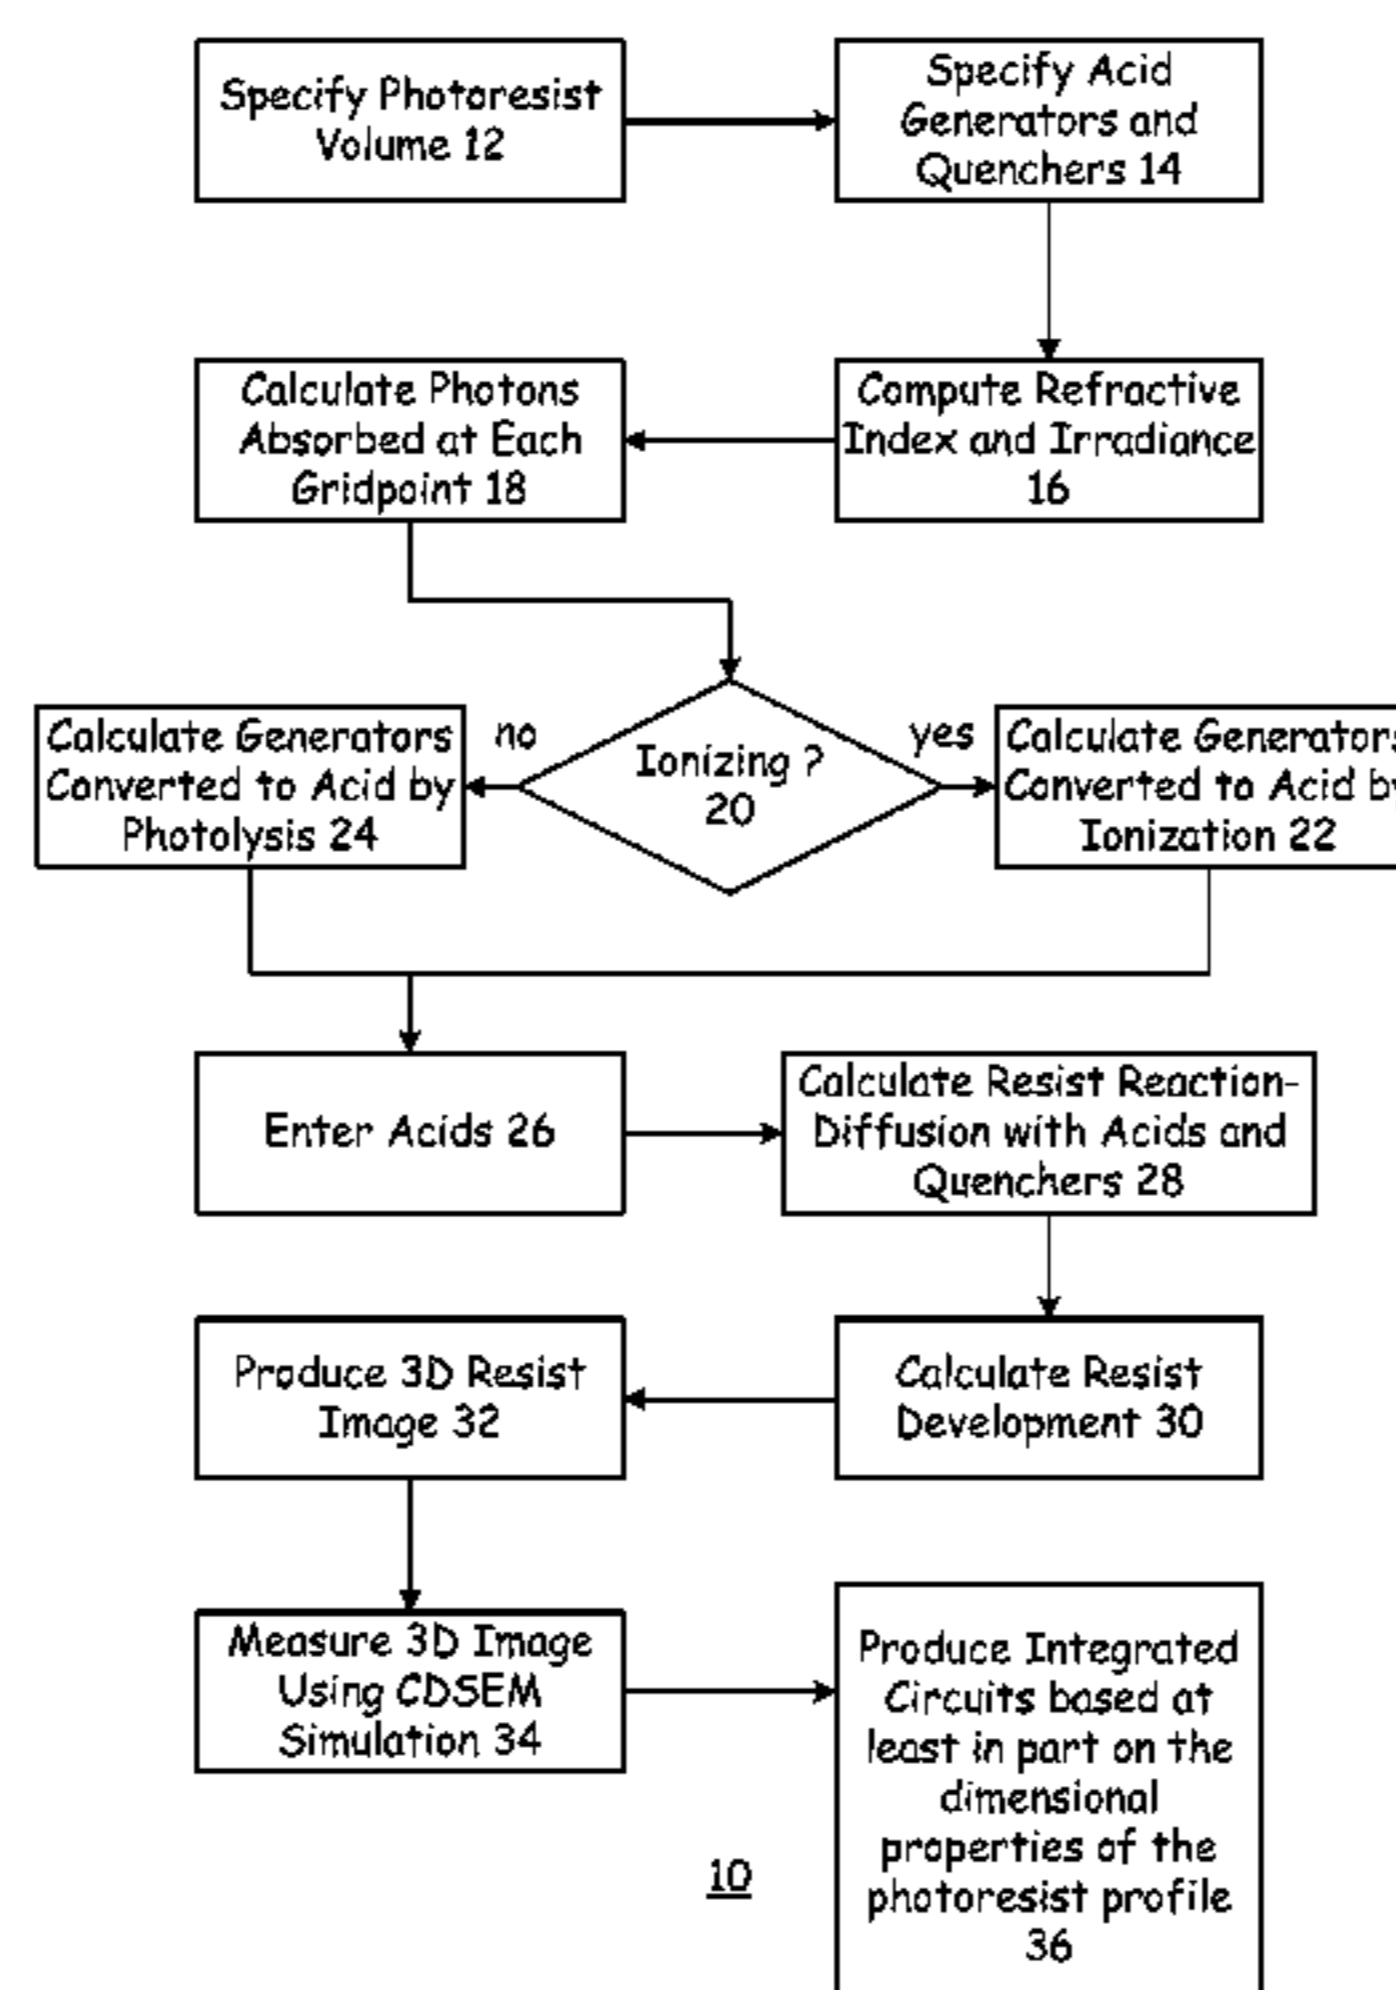 Specify Photoresist
Volume 12
Specify Acid
Generators and
Quenchers 14
Calculate Photons
Absorbed at Each
Gridpoint 18
Compute Refractive
Index and Irradiance
16
Calculate Generators
Converted to Acid by
Photolysis 24
no
Ionizing ?
20
yes
Calculate Generators
Converted to Acid by
Ionization 22
Enter Acids 26
Calculate Resist Reaction-
Diffusion with Acids and
Quenchers 28
Produce 3D Resist
Image 32
Calculate Resist
Development 30
Measure 3D Image
Using CDSEM
Simulation 34
Produce Integrated
Circuits based at
least in part on the
dimensional
properties of the
photoresist profile
36
10